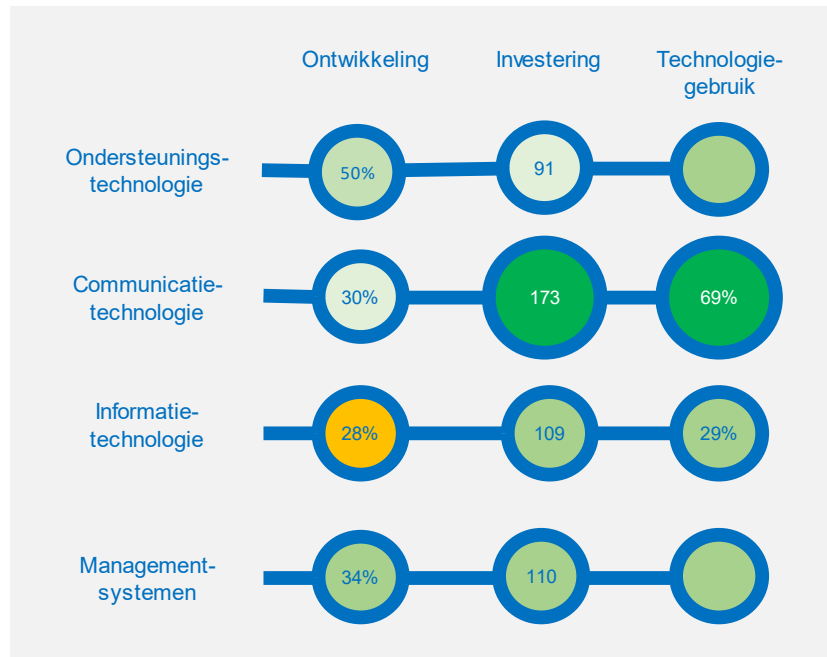 Ontwikkeling
Investering
Technologie-
gebruik
Ondersteunings-
technologie
50%
91
Communicatie-
technologie
30%
173
69%
Informatie-
technologie
28%
109
29%
Management-
systemen
34%
110